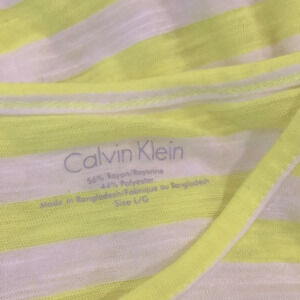 Calvin Klein
56% Rayon/Rayonne
44% Polyester
Made in Bangladesh/Fabriqué au Bangladesh
Size L/G